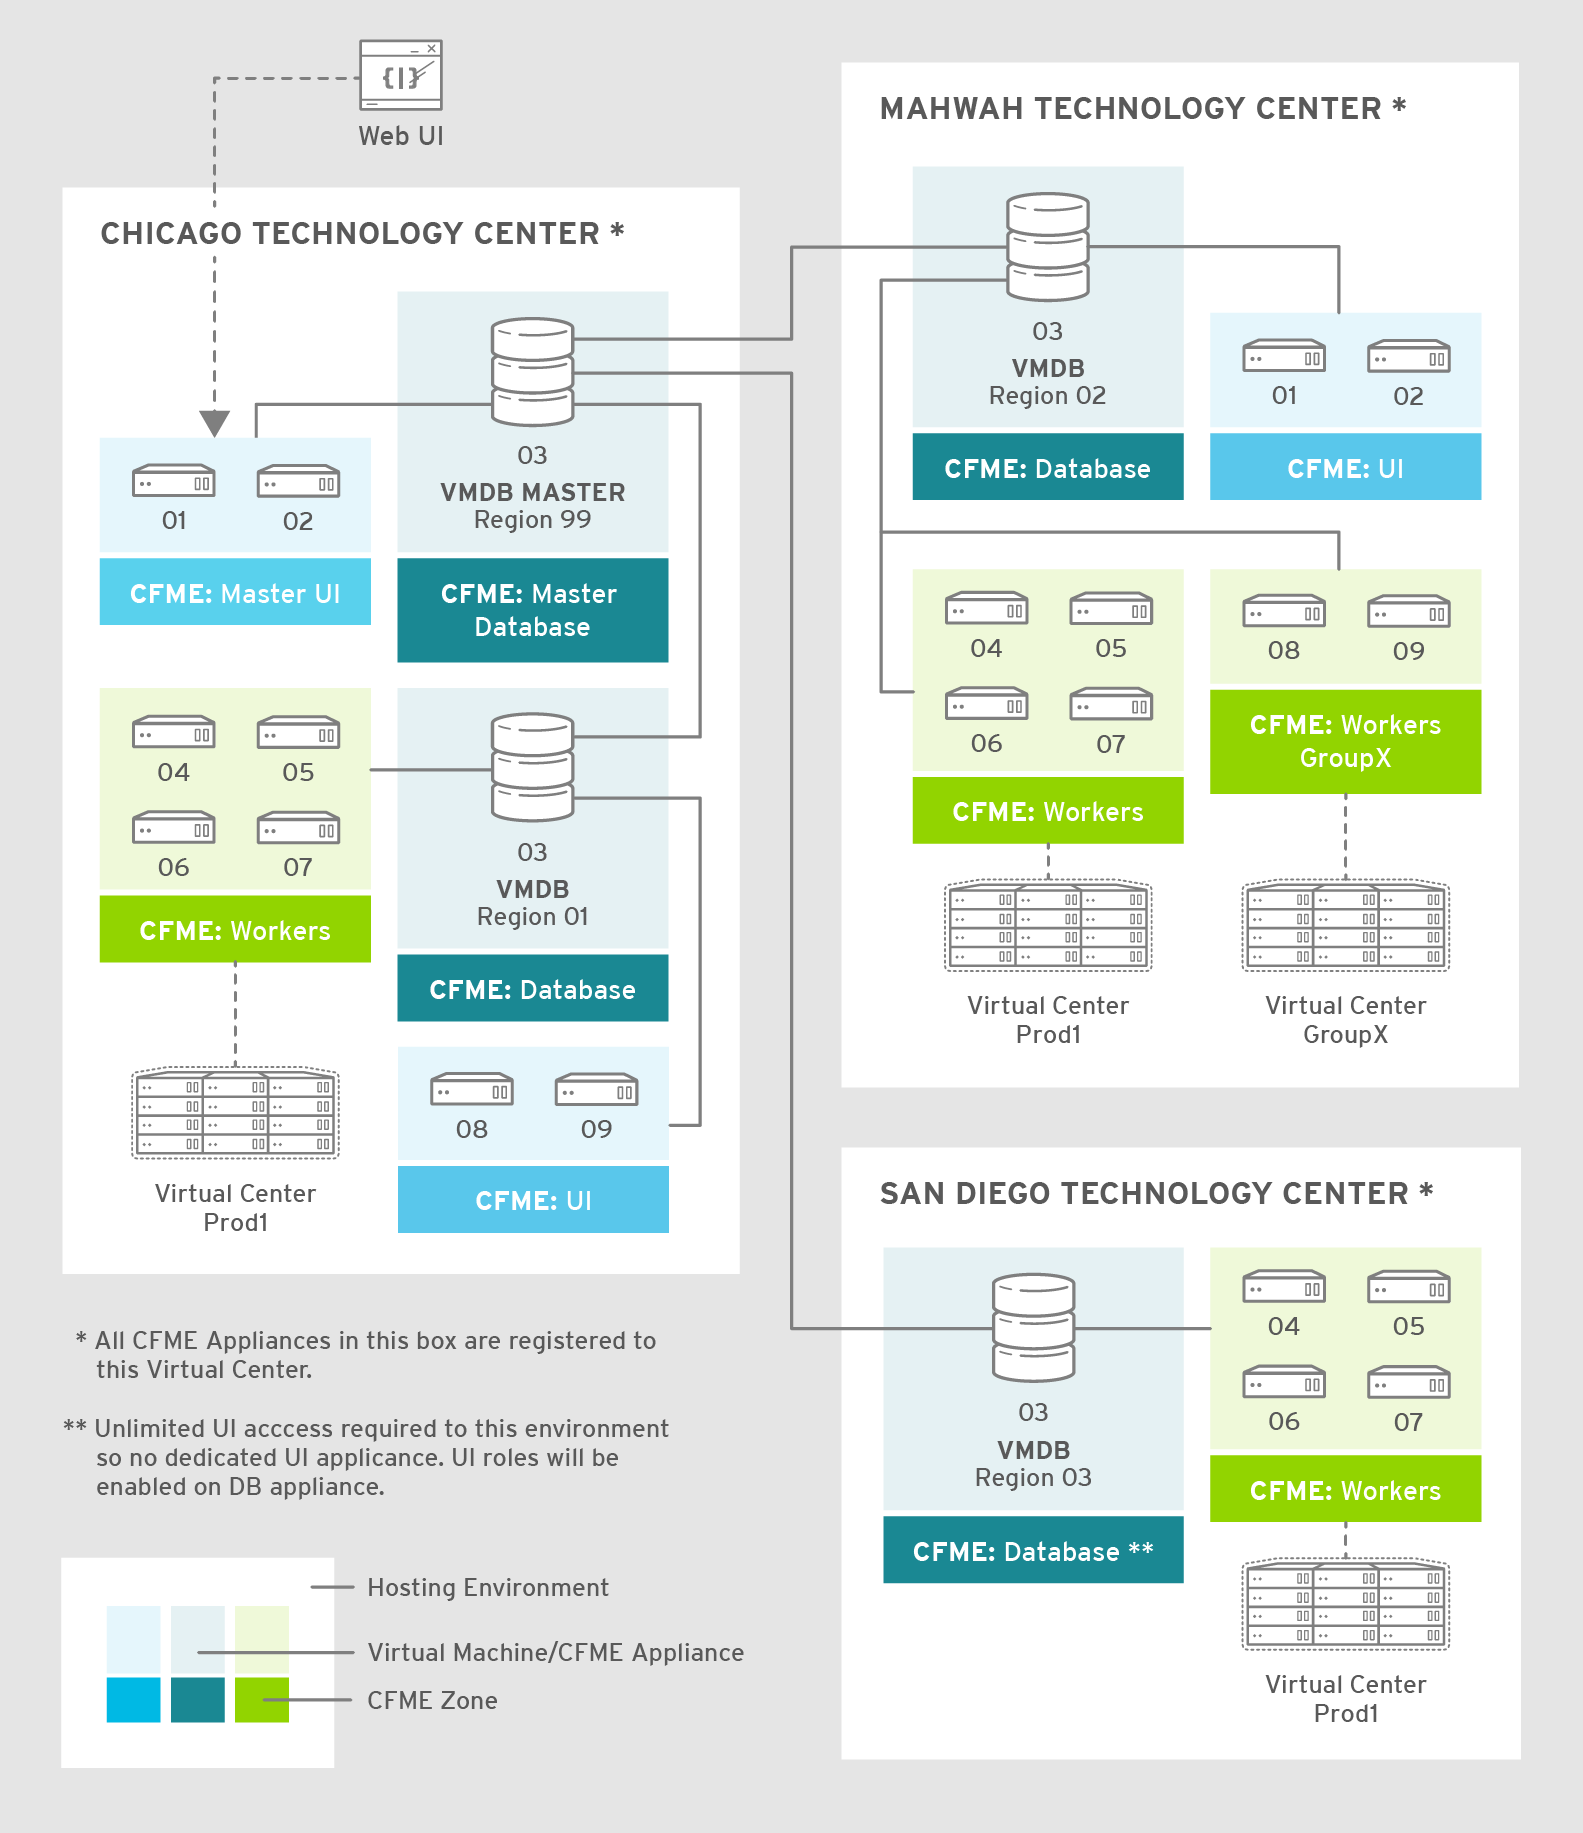 {|}
Web UI
CHICAGO TECHNOLOGY CENTER *
03
VMDB MASTER
Region 99
01
02
CFME: Master UI
CFME: Master
Database
04
05
06
07
CFME: Workers
03
VMDB
Region 01
CFME: Database
08
09
CFME: UI
Virtual Center
Prod1
MAHWAH TECHNOLOGY CENTER *
03
VMDB
Region 02
CFME: Database
01
02
CFME: UI
04
05
06
07
CFME: Workers
08
09
CFME: Workers
GroupX
Virtual Center
Prod1
Virtual Center
GroupX
SAN DIEGO TECHNOLOGY CENTER *
03
VMDB
Region 03
CFME: Database **
04
05
06
07
CFME: Workers
Virtual Center
Prod1
* All CFME Appliances in this box are registered to
this Virtual Center.
** Unlimited UI acccess required to this environment
so no dedicated UI applicance. UI roles will be
enabled on DB appliance.
Hosting Environment
Virtual Machine/CFME Appliance
CFME Zone